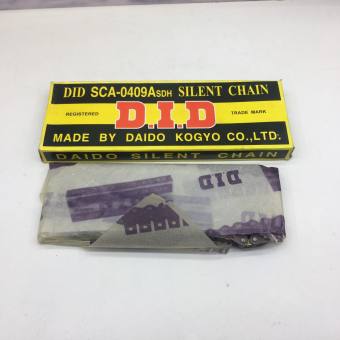 DID SCA-0409ASDH SILENT CHAIN
REGISTERED D.I.D TRADE MARK
MADE BY DAIDO KOGYO CO.,LTD.
DAIDO SILENT CHAIN
DID